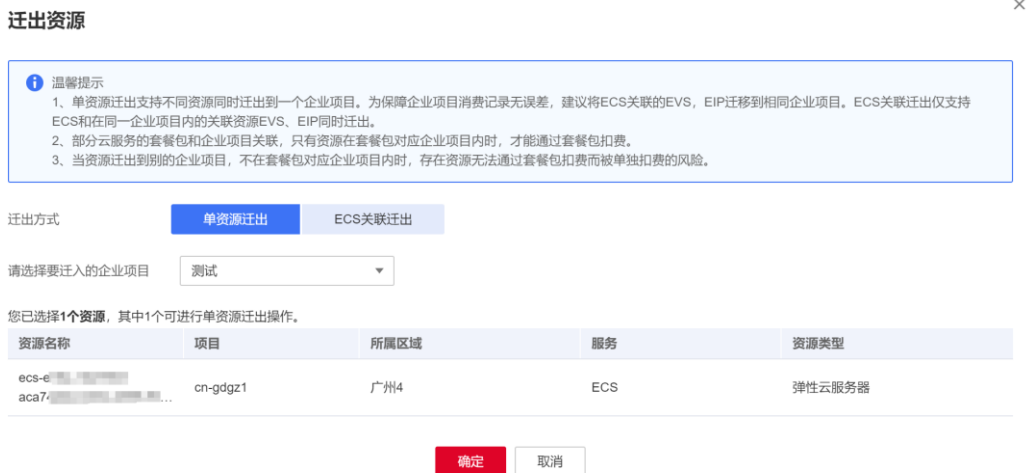 迁出资源
温馨提示
1、单资源迁出支持不同资源同时迁出到一个企业项目。为保障企业项目消费记录无误差，建议将ECS关联的EVS，EIP迁移到相同企业项目。ECS关联迁出仅支持
ECS和在同一企业项目内的关联资源EVS、EIP同时迁出。
2、部分云服务的套餐包和企业项目关联，只有资源在套餐包对应企业项目内时，才能通过套餐包扣费。
3、当资源迁出到别的企业项目，不在套餐包对应企业项目内时，存在资源无法通过套餐包扣费而被单独扣费的风险。
迁出方式 单资源迁出 ECS关联迁出
请选择要迁入的企业项目 测试
您已选择1个资源，其中1个可进行单资源迁出操作。
资源名称 项目 所属区域 服务 资源类型
ecs-e
cn-gdgz1 广州4 ECS 弹性云服务器
aca74 ...
确定 取消